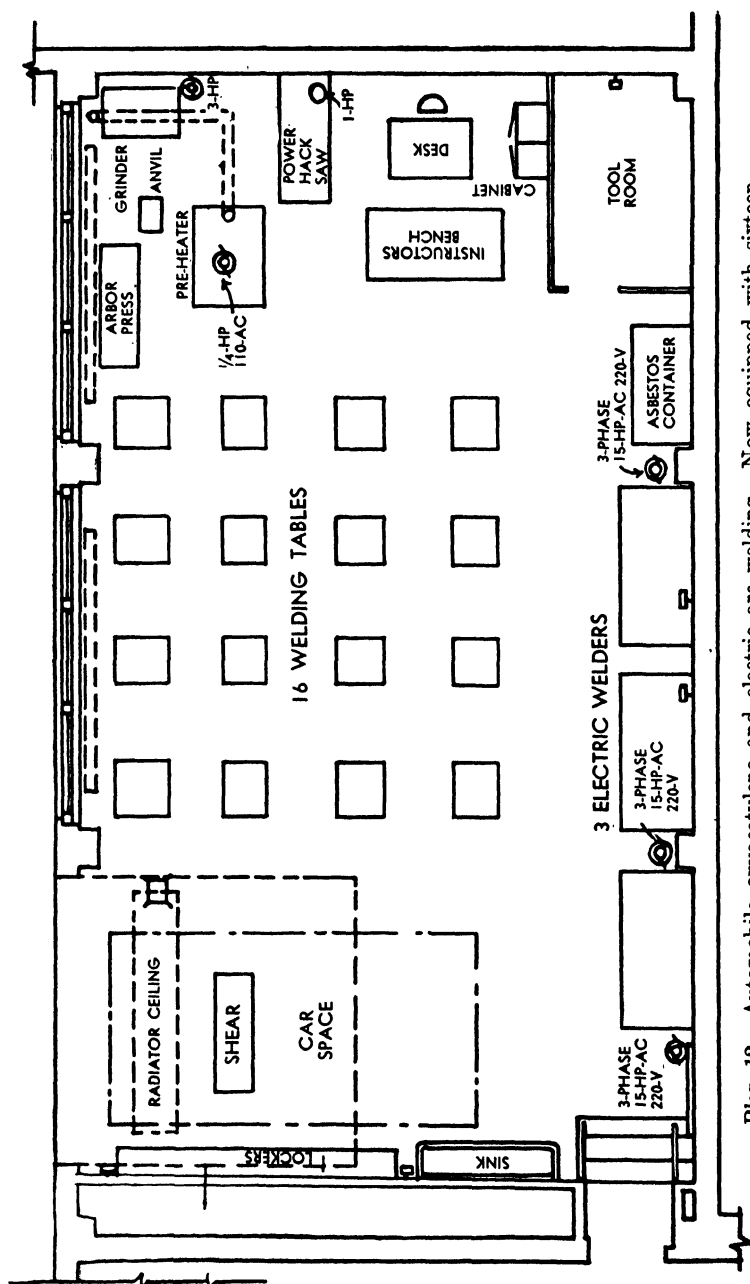 GRINDER
3-HP
ANVIL
ARBOR
PRESS
PRE-HEATER
1/4-HP
110-AC
POWER
HACK
SAW
1-HP
DESK
CABINET
INSTRUCTORS
BENCH
TOOL
ROOM
ASBESTOS
CONTAINER
3-PHASE
15-HP-AC 220-V
16 WELDING TABLES
3 ELECTRIC WELDERS
3-PHASE
15-HP-AC
220-V
3-PHASE
15-HP-AC
220-V
RADIATOR CEILING
SHEAR
CAR
SPACE
LOCKERS
SINK
and electric arc welding. Now equipped with sixteen